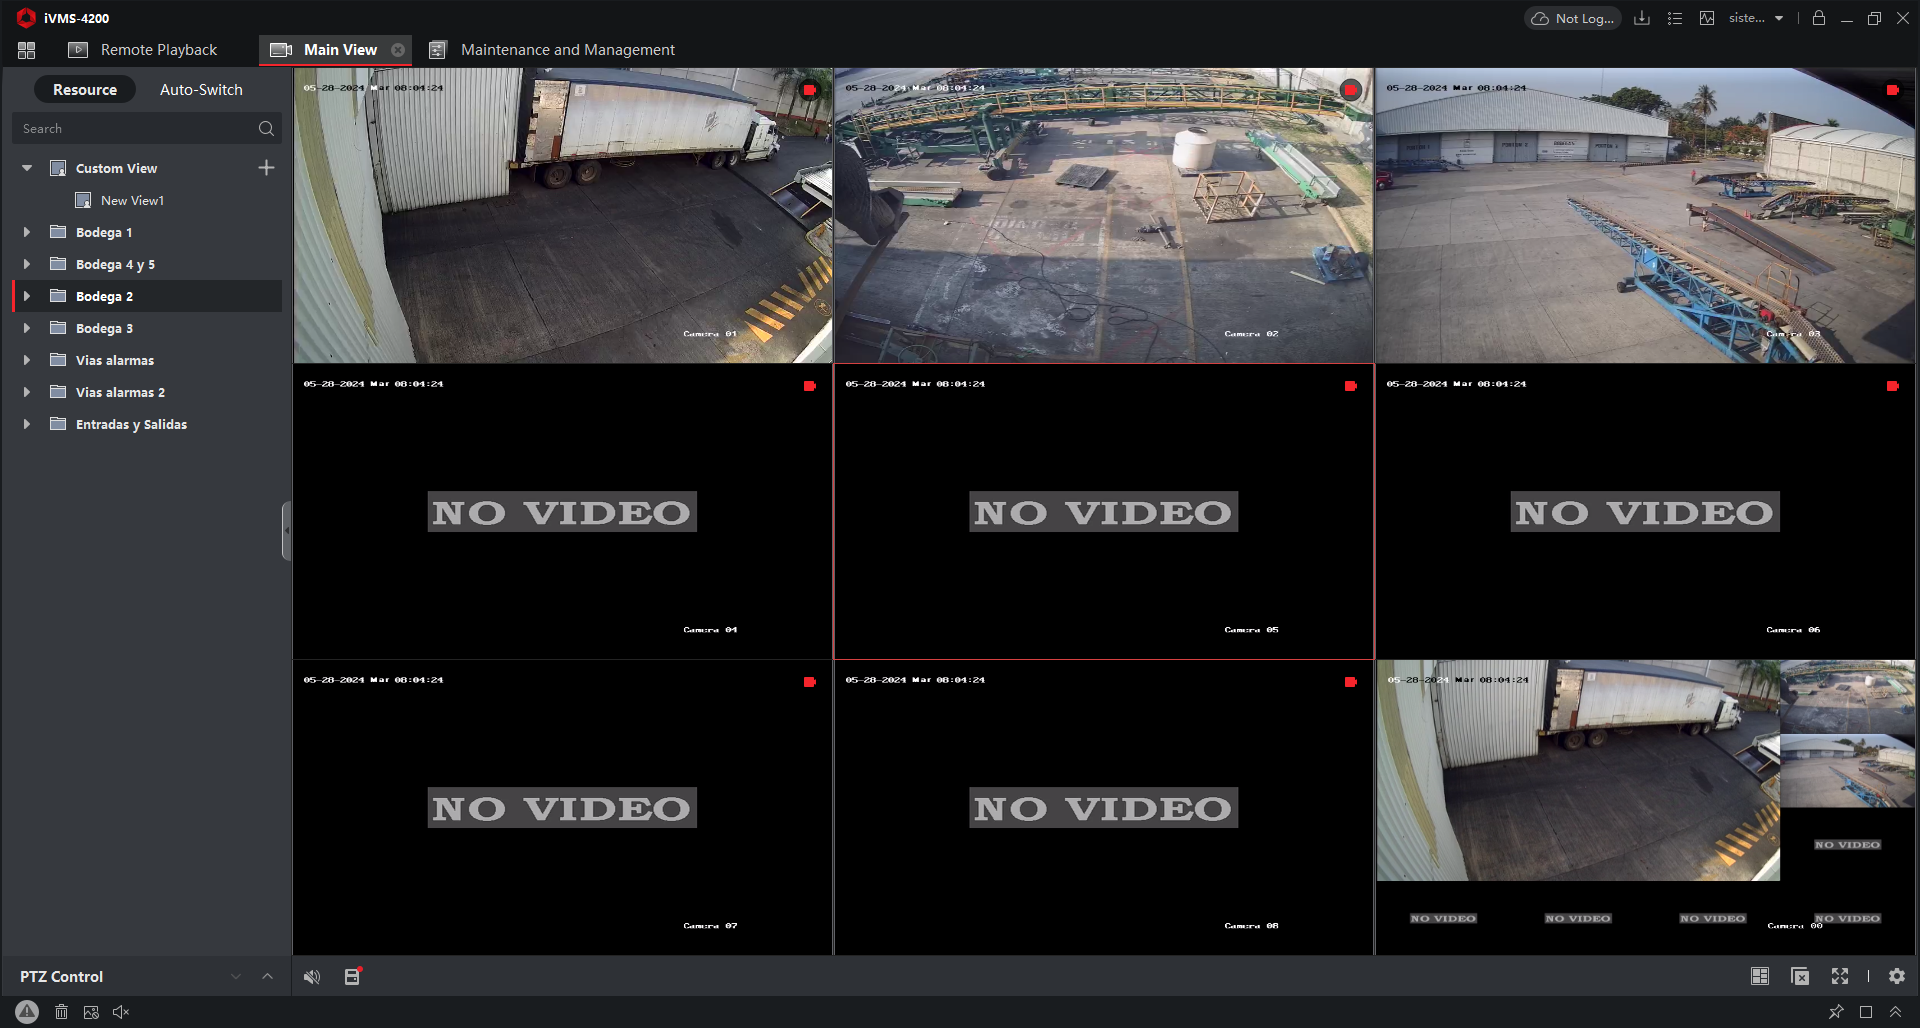 iVMS-4200
Not Log...
siste...
Remote Playback
Main View
Maintenance and Management
Resource
Auto-Switch
Search
Custom View
New View1
Bodega 1
Bodega 4 y 5
Bodega 2
Bodega 3
Vias alarmas
Vias alarmas 2
Entradas y Salidas
05-28-2024 Mar 08:04:24
Camera 01
05-28-2024 Mar 08:04:24
Camera 02
05-28-2024 Mar 08:04:24
Camera 03
05-28-2024 Mar 08:04:24
NO VIDEO
Camera 04
05-28-2024 Mar 08:04:24
NO VIDEO
Camera 05
05-28-2024 Mar 08:04:24
NO VIDEO
Camera 06
05-28-2024 Mar 08:04:24
NO VIDEO
Camera 07
05-28-2024 Mar 08:04:24
NO VIDEO
Camera 08
05-28-2024 Mar 08:04:24
NO VIDEO
NO VIDEO
NO VIDEO
NO VIDEO
NO VIDEO
Camera 00
PTZ Control